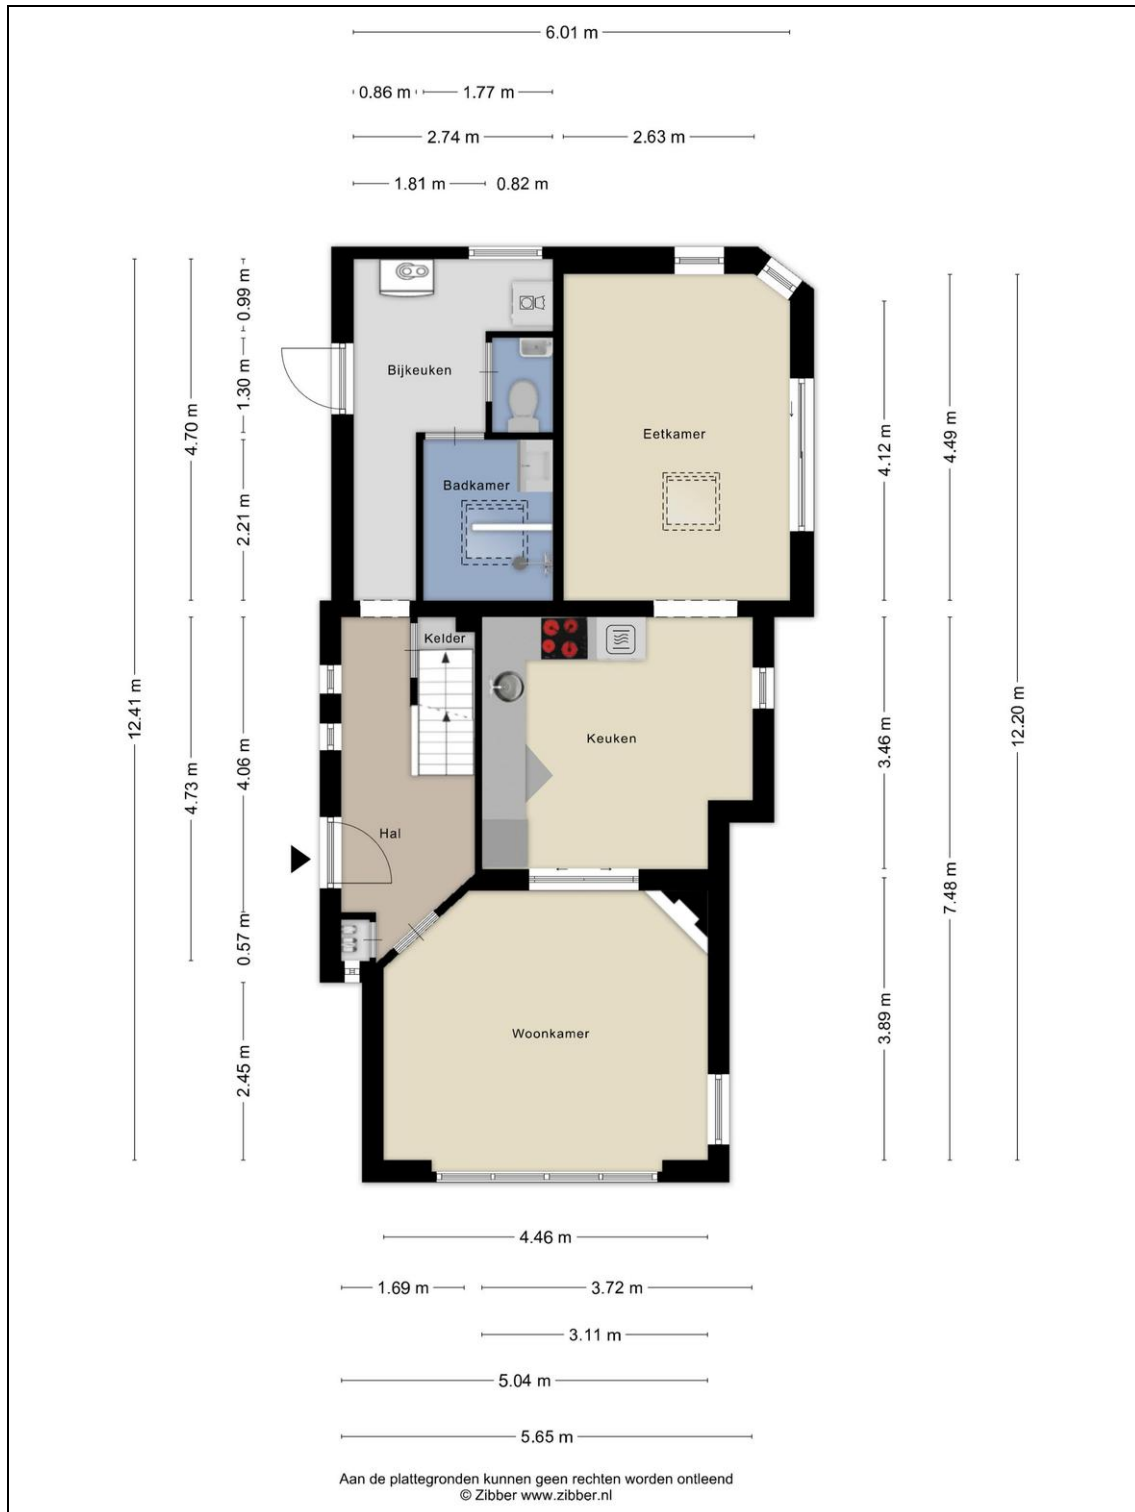 6.01 m
0.86 m
1.77 m
2.74 m
2.63 m
1.81 m
0.82 m
12.41 m
4.70 m
0.99 m
1.30 m
2.21 m
4.73 m
4.06 m
0.57 m
2.45 m
Bijkeuken
Eetkamer
Badkamer
Kelder
Keuken
Hal
Woonkamer
4.12 m
4.49 m
12.20 m
3.46 m
7.48 m
3.89 m
4.46 m
1.69 m
3.72 m
3.11 m
5.04 m
5.65 m
Aan de plattegronden kunnen geen rechten worden ontleend
© Zibber www.zibber.nl